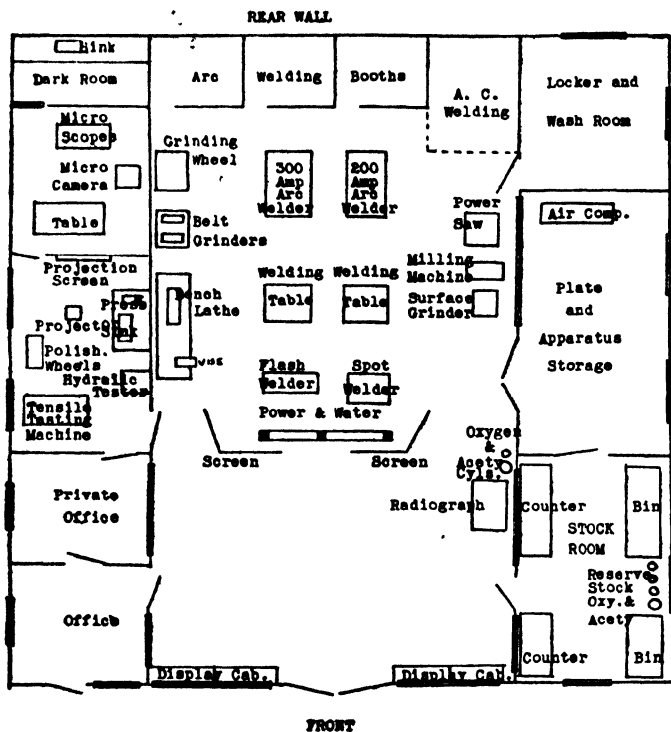 REAR WALL
Sink
Dark Room
Arc
Welding
Booths
A. C.
Welding
Locker and
Wash Room
Micro
Scopes
Micro
Camera
Table
Grinding
Wheel
300
Amp
Arc
Welder
200
Amp
Arc
Welder
Belt
Grinders
Power
Saw
Air Comp.
Projection
Screen
Press
Projector
Sink
Polish.
Wheels
Hydralic
Tester
Tensile
Tasting
Machine
Bench
Lathe
Vise
Welding
Table
Welding
Table
Milling
Machine
Surface
Grinder
Plate
and
Apparatus
Storage
Flash
Welder
Spot
Welder
Power & Water
Screen
Screen
Oxygen
&
Acety
Cyls.
Radiograph
Private
Office
Counter
Bin
STOCK
ROOM
Reserve
Stock
Oxy.&
Acety
Office
Counter
Bin
Display Cab.
Display Cab.
FRONT